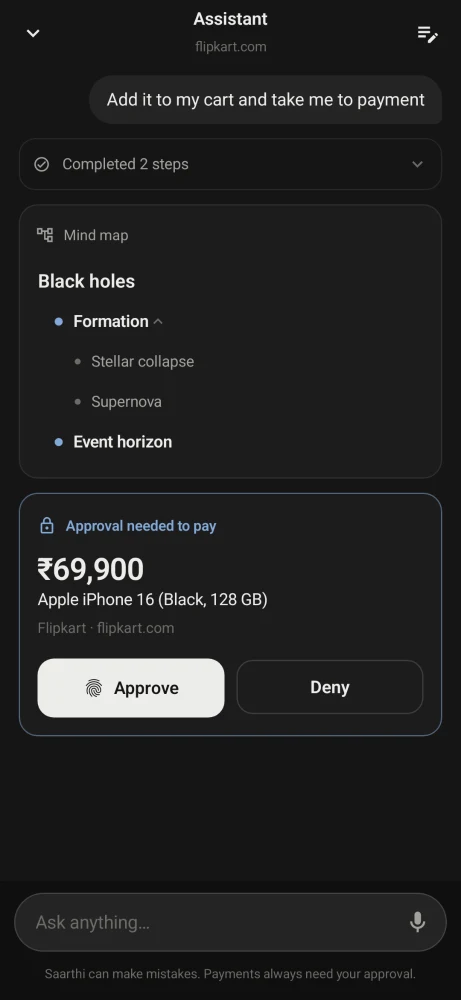 Assistant
flipkart.com
Add it to my cart and take me to payment
Completed 2 steps
Mind map
Black holes
Formation
Stellar collapse
Supernova
Event horizon
Approval needed to pay
₹69,900
Apple iPhone 16 (Black, 128 GB)
Flipkart · flipkart.com
Approve
Deny
Ask anything...
Saarthi can make mistakes. Payments always need your approval.